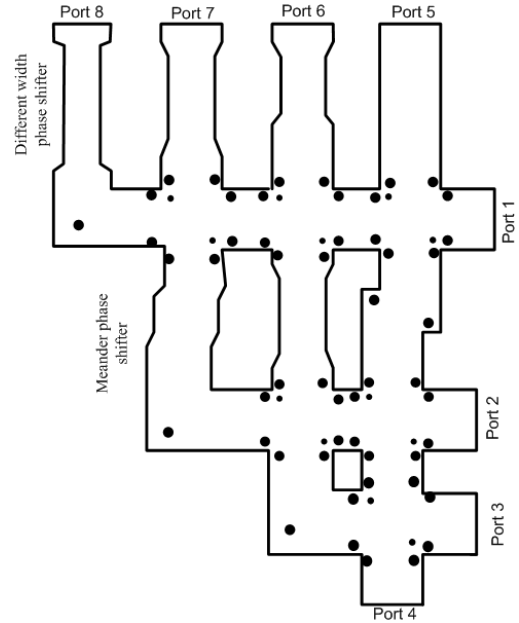 Port 8
Port 7
Port 6
Port 5
Different width
phase shifter
Port 1
Meander phase
shifter
Port 2
Port 3
Port 4